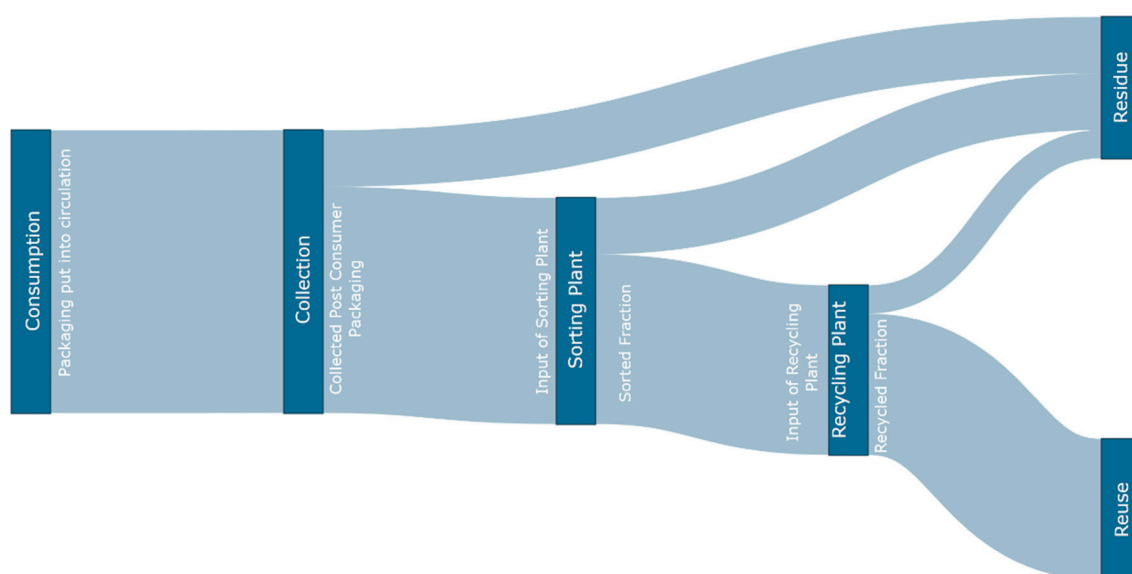 Consumption
Packaging put into circulation
Collection
Collected Post Consumer
Packaging
Input of Sorting Plant
Sorting Plant
Sorted Fraction
Input of Recycling
Plant
Recycling Plant
Recycled Fraction
Residue
Reuse